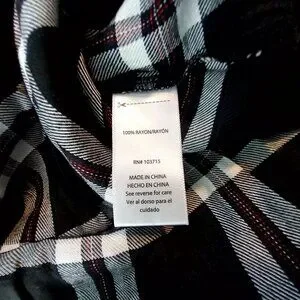 100% RAYON/RAYÓN
RN# 103715
MADE IN CHINA
HECHO EN CHINA
See reverse for care
Ver al dorso para el
cuidado